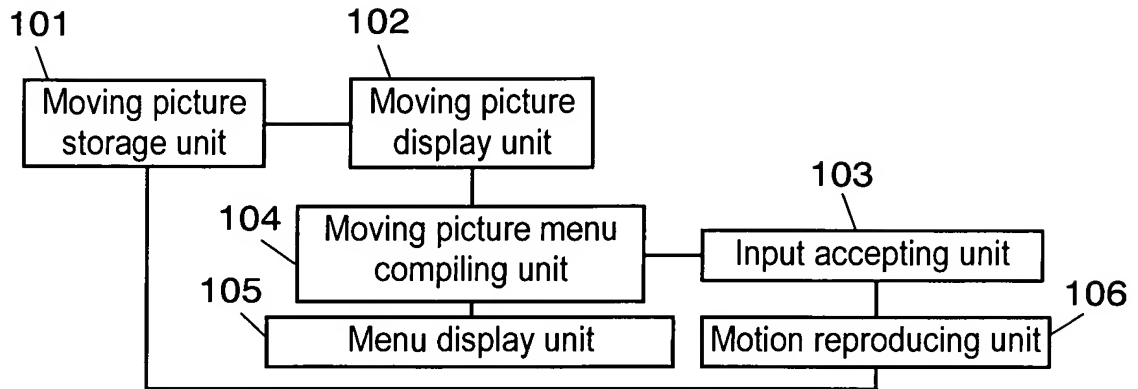 101
102
Moving picture
storage unit
Moving picture
display unit
103
104
Moving picture menu
compiling unit
Input accepting unit
105
106
Menu display unit
Motion reproducing unit